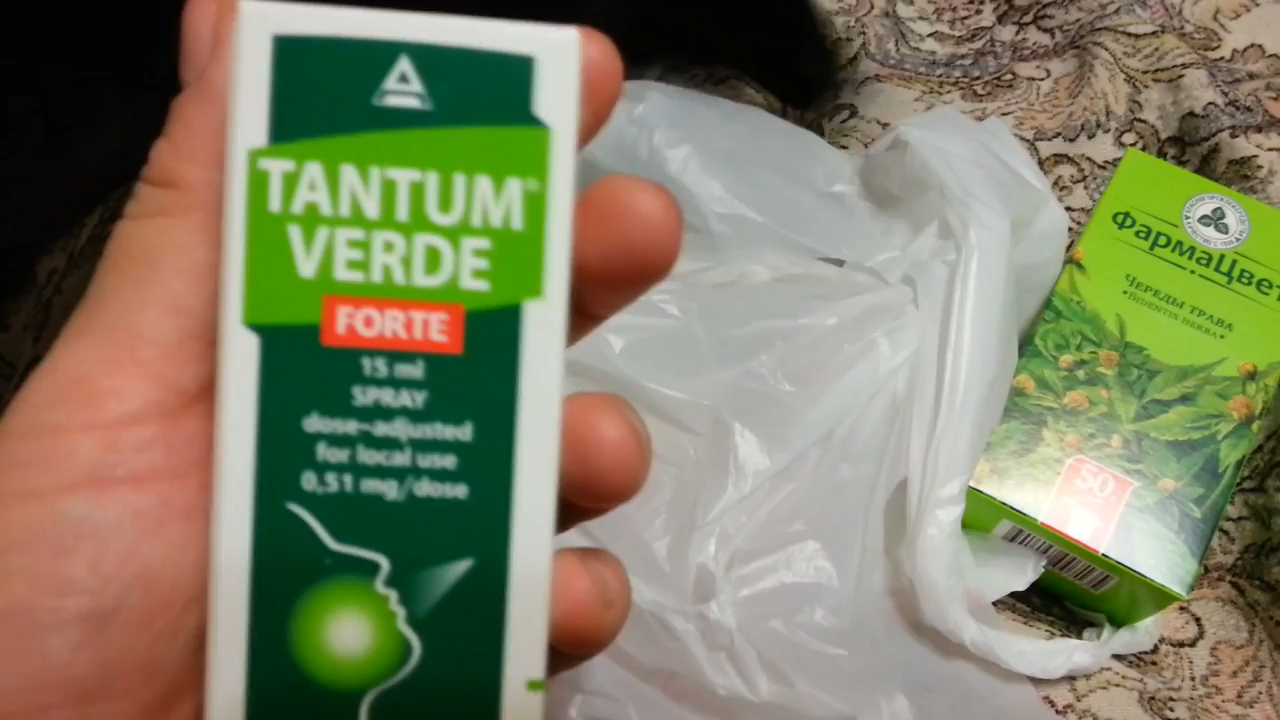 TANTUM™
VERDE
FORTE
15 ml
SPRAY
dose-adjusted
for local use
0,51 mg/dose
ФармаЦвет
ЧЕРЕДЫ ТРАВА
•BIDENTIS HERBA•
50